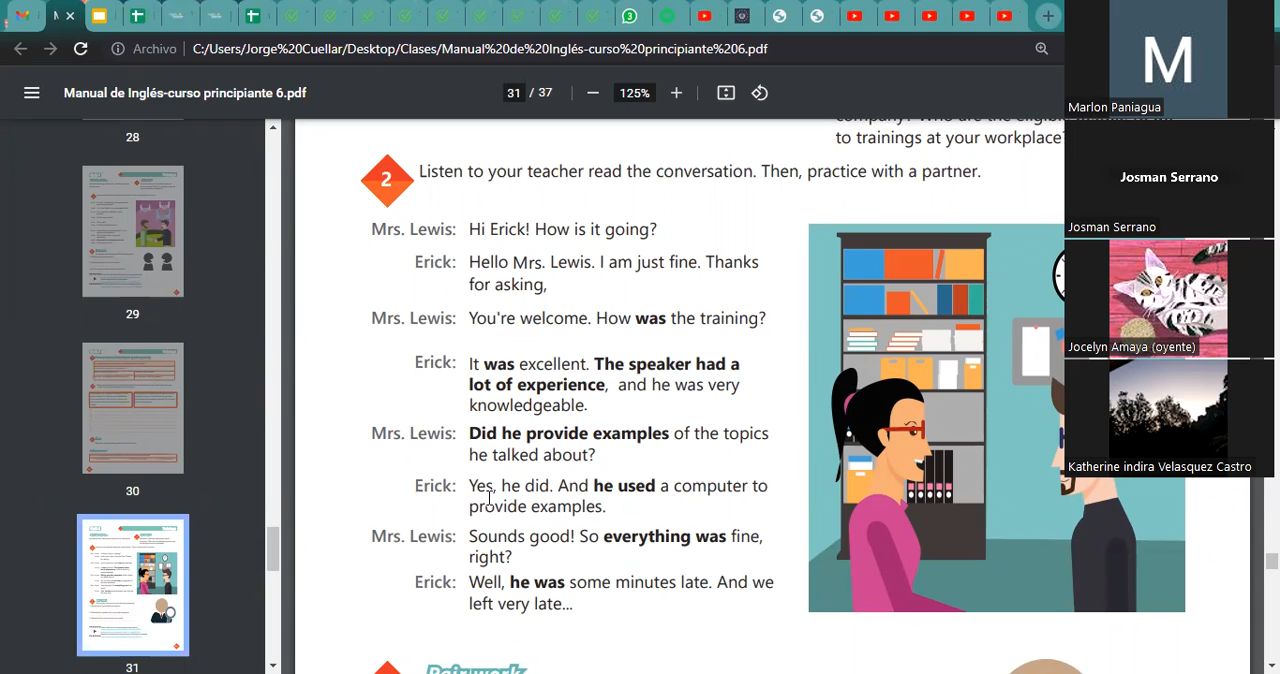 M
3
Archivo
C:/Users/Jorge%20Cuellar/Desktop/Clases/Manual%20de%20Inglés-curso%20principiante%206.pdf
Manual de Inglés-curso principiante 6.pdf
31 / 37
125%
28
29
30
31
to trainings at your workplace?
2
Listen to your teacher read the conversation. Then, practice with a partner.
Mrs. Lewis: Hi Erick! How is it going?
Erick: Hello Mrs. Lewis. I am just fine. Thanks
for asking,
Mrs. Lewis: You're welcome. How was the training?
Erick: It was excellent. The speaker had a
lot of experience, and he was very
knowledgeable.
Mrs. Lewis: Did he provide examples of the topics
he talked about?
Erick: Yes, he did. And he used a computer to
provide examples.
Mrs. Lewis: Sounds good! So everything was fine,
right?
Erick: Well, he was some minutes late. And we
left very late...
Pair work
M
Marlon Paniagua
Josman Serrano
Josman Serrano
Jocelyn Amaya (oyente)
Katherine indira Velasquez Castro